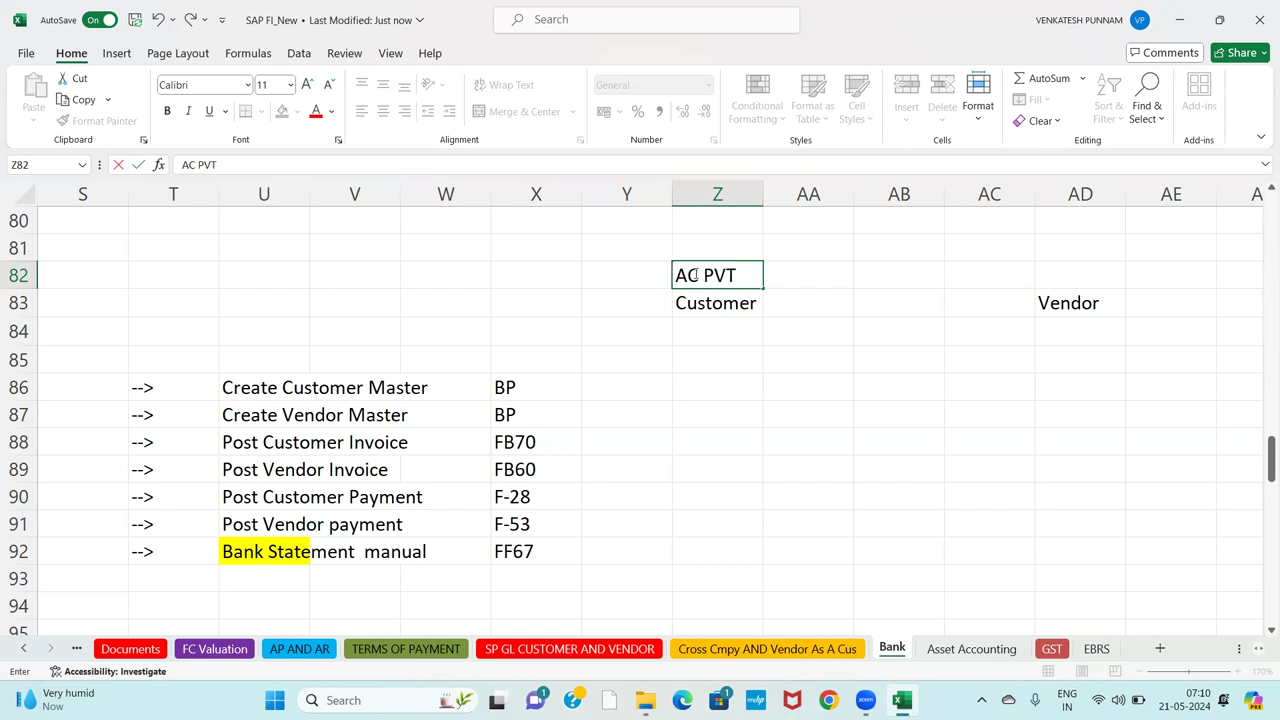 AutoSave On SAP FI_New • Last Modified: Just now Search VENKATESH PUNNAM VP
File Home Insert Page Layout Formulas Data Review View Help Comments Share
Paste Cut Copy Format Painter Calibri 11 B I U A Wrap Text Merge & Center General % Conditional Formatting Format as Table Cell Styles Insert Delete Format AutoSum Fill Clear Sort & Filter Find & Select Add-ins
Clipboard Font Alignment Number Styles Cells Editing Add-ins
Z82 fx AC PVT
S T U V W X Y Z AA AB AC AD AE
80
81
82 AC PVT
83 Customer Vendor
84
85
86 --> Create Customer Master BP
87 --> Create Vendor Master BP
88 --> Post Customer Invoice FB70
89 --> Post Vendor Invoice FB60
90 --> Post Customer Payment F-28
91 --> Post Vendor payment F-53
92 --> Bank Statement  manual FF67
93
94
95
Documents FC Valuation AP AND AR TERMS OF PAYMENT SP GL CUSTOMER AND VENDOR Cross Cmpy AND Vendor As A Cus Bank Asset Accounting GST EBRS
Enter Accessibility: Investigate 170%
Very humid Now Search 1 1 ENG IN 07:10 21-05-2024